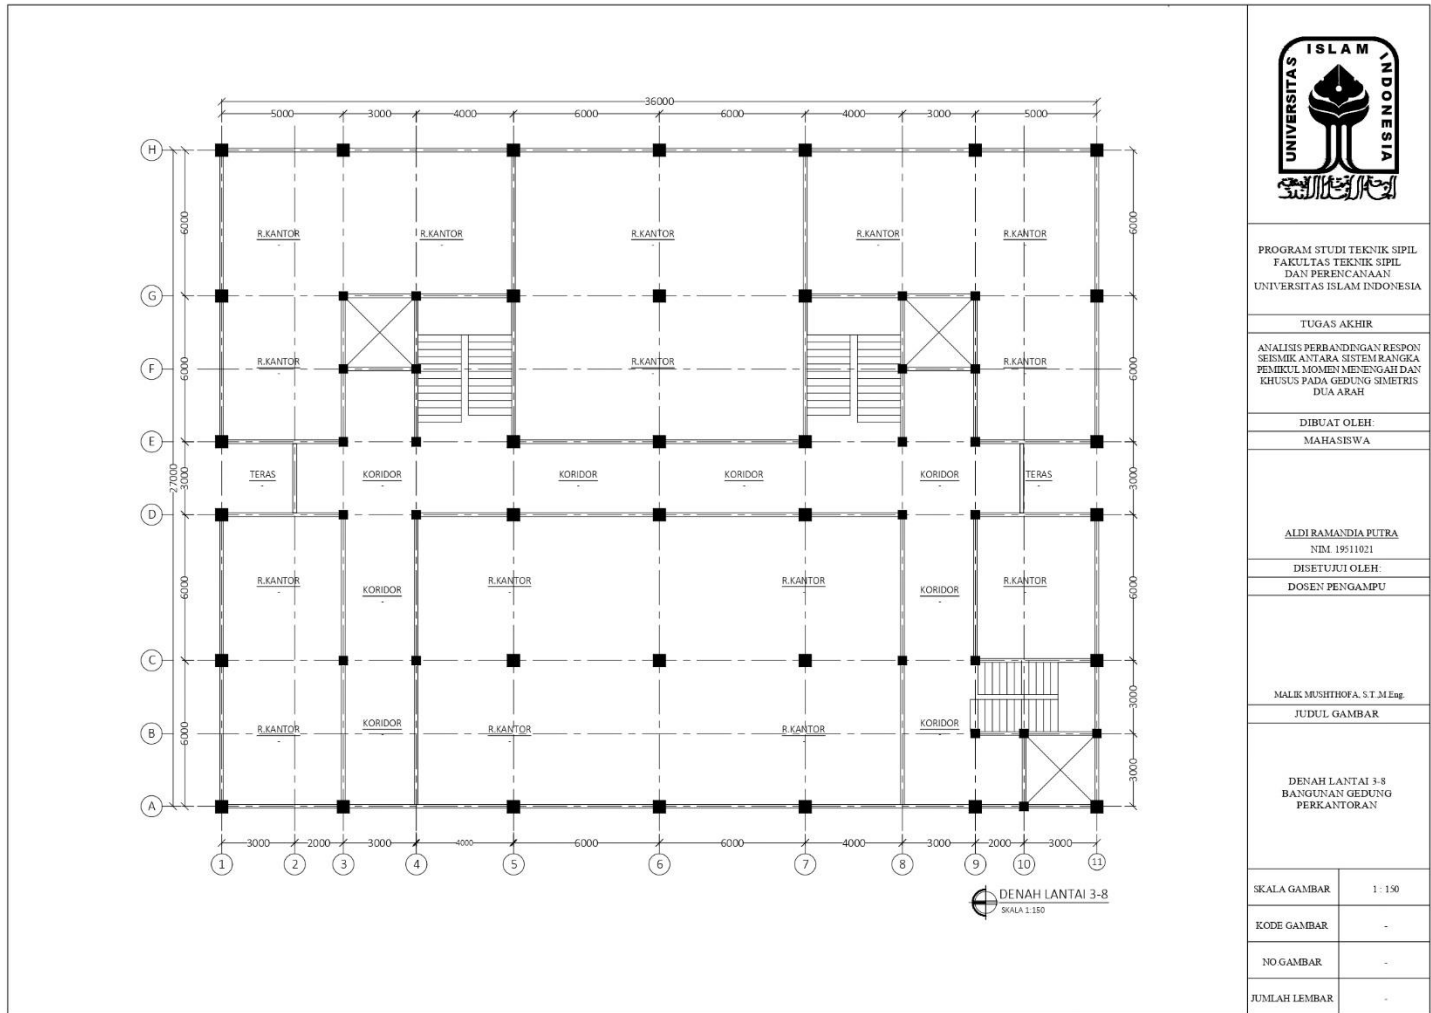 36000
5000 3000 4000 6000 6000 4000 3000 5000
H
6000 6000
R.KANTOR R.KANTOR R.KANTOR R.KANTOR R.KANTOR
-
G
F
6000 6000
R.KANTOR R.KANTOR R.KANTOR
-
E
27000
3000 3000
TERAS KORIDOR KORIDOR KORIDOR KORIDOR TERAS
-
D
6000 6000
R.KANTOR KORIDOR R.KANTOR R.KANTOR KORIDOR R.KANTOR
-
C
3000
B
6000
R.KANTOR KORIDOR R.KANTOR R.KANTOR KORIDOR
-
3000
A
3000 2000 3000 4000 6000 6000 4000 3000 2000 3000
1 2 3 4 5 6 7 8 9 10 11
DENAH LANTAI 3-8
SKALA 1:150
UNIVERSITAS ISLAM INDONESIA
PROGRAM STUDI TEKNIK SIPIL
FAKULTAS TEKNIK SIPIL
DAN PERENCANAAN
UNIVERSITAS ISLAM INDONESIA
TUGAS AKHIR
ANALISIS PERBANDINGAN RESPON
SEISMIK ANTARA SISTEM RANGKA
PEMIKUL MOMEN MENENGAH DAN
KHUSUS PADA GEDUNG SIMETRIS
DUA ARAH
DIBUAT OLEH:
MAHASISWA
ALDI RAMANDIA PUTRA
NIM. 19511021
DISETUJUI OLEH:
DOSEN PENGAMPU
MALIK MUSHTHOFA, S.T.,M.Eng.
JUDUL GAMBAR
DENAH LANTAI 3-8
BANGUNAN GEDUNG
PERKANTORAN
SKALA GAMBAR 1 : 150
KODE GAMBAR -
NO.GAMBAR -
JUMLAH LEMBAR -